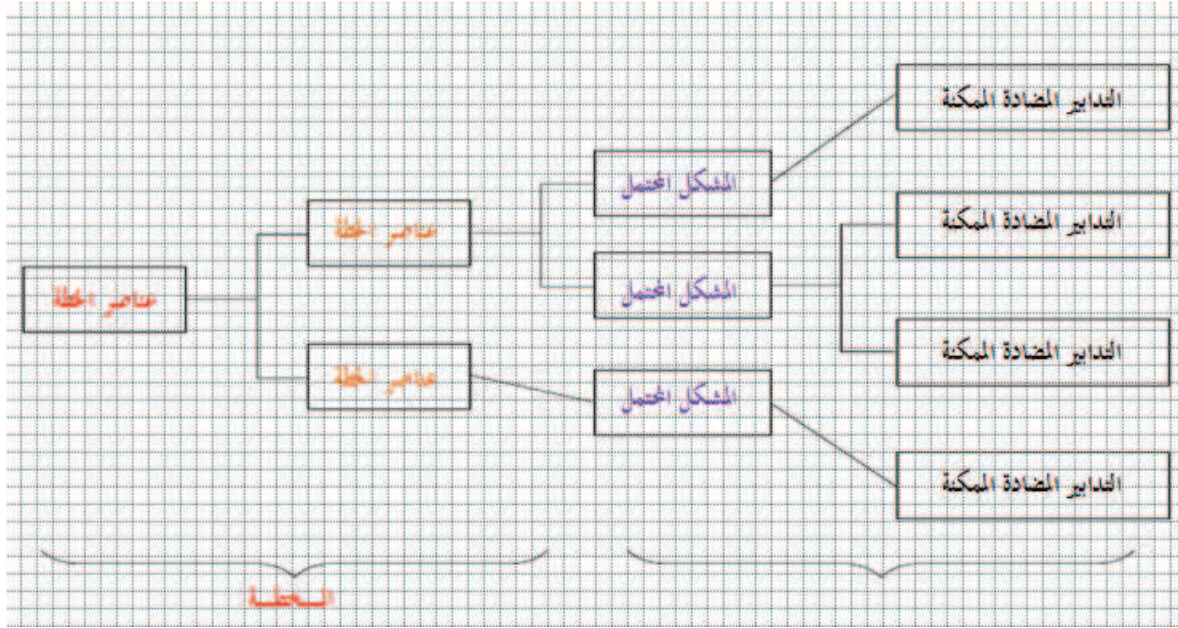 التدابير المضادة الممكنة
المشكل المحتمل
عناصر الخطة
التدابير المضادة الممكنة
عناصر الخطة
المشكل المحتمل
التدابير المضادة الممكنة
عناصر الخطة
المشكل المحتمل
التدابير المضادة الممكنة
الـــخطـــة